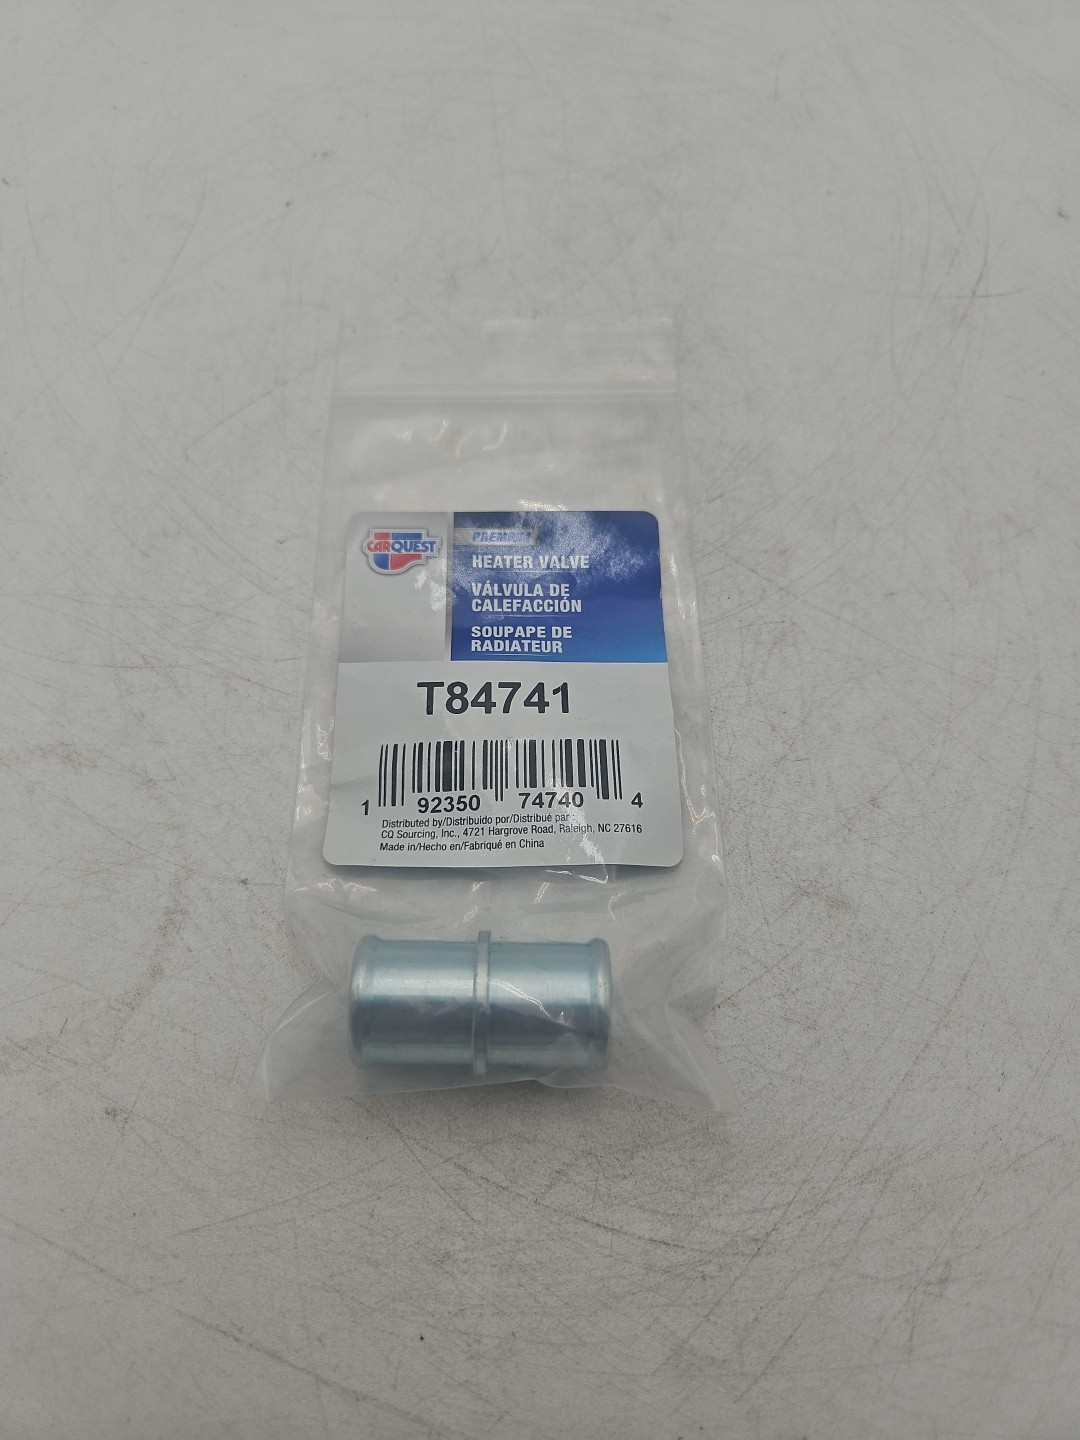 CARQUEST
PREMIUM
HEATER VALVE
VÁLVULA DE
CALEFACCIÓN
SOUPAPE DE
RADIATEUR
T84741
1 92350 74740 4
Distributed by/Distribuido por/Distribué par
CQ Sourcing, Inc., 4721 Hargrove Road, Raleigh, NC 27616
Made in/Hecho en/Fabriqué en China